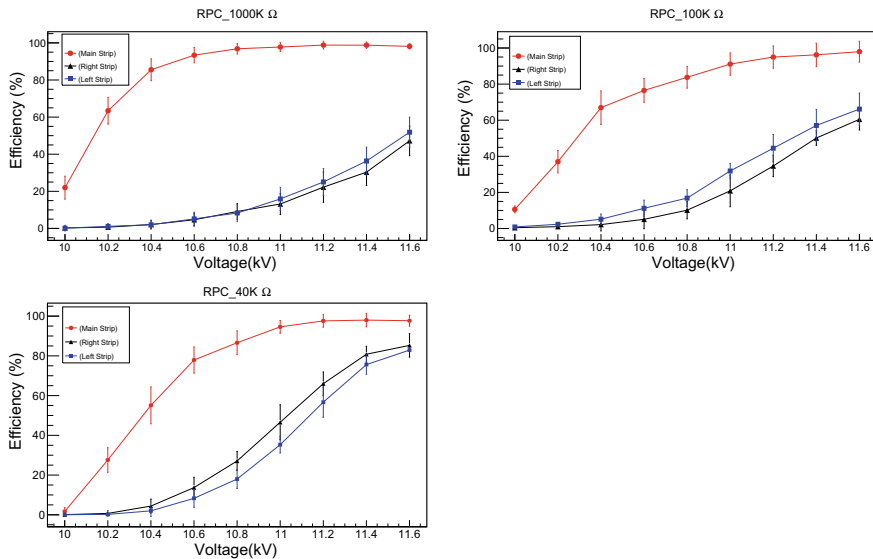 RPC_1000K Ω
Efficiency (%)
100
80
60
40
20
0
(Main Strip)
(Right Strip)
(Left Strip)
10 10.2 10.4 10.6 10.8 11 11.2 11.4 11.6
Voltage(kV)
RPC_100K Ω
Efficiency (%)
100
80
60
40
20
0
(Main Strip)
(Right Strip)
(Left Strip)
10 10.2 10.4 10.6 10.8 11 11.2 11.4 11.6
Voltage(kV)
RPC_40K Ω
Efficiency (%)
100
80
60
40
20
0
(Main Strip)
(Right Strip)
(Left Strip)
10 10.2 10.4 10.6 10.8 11 11.2 11.4 11.6
Voltage(kV)